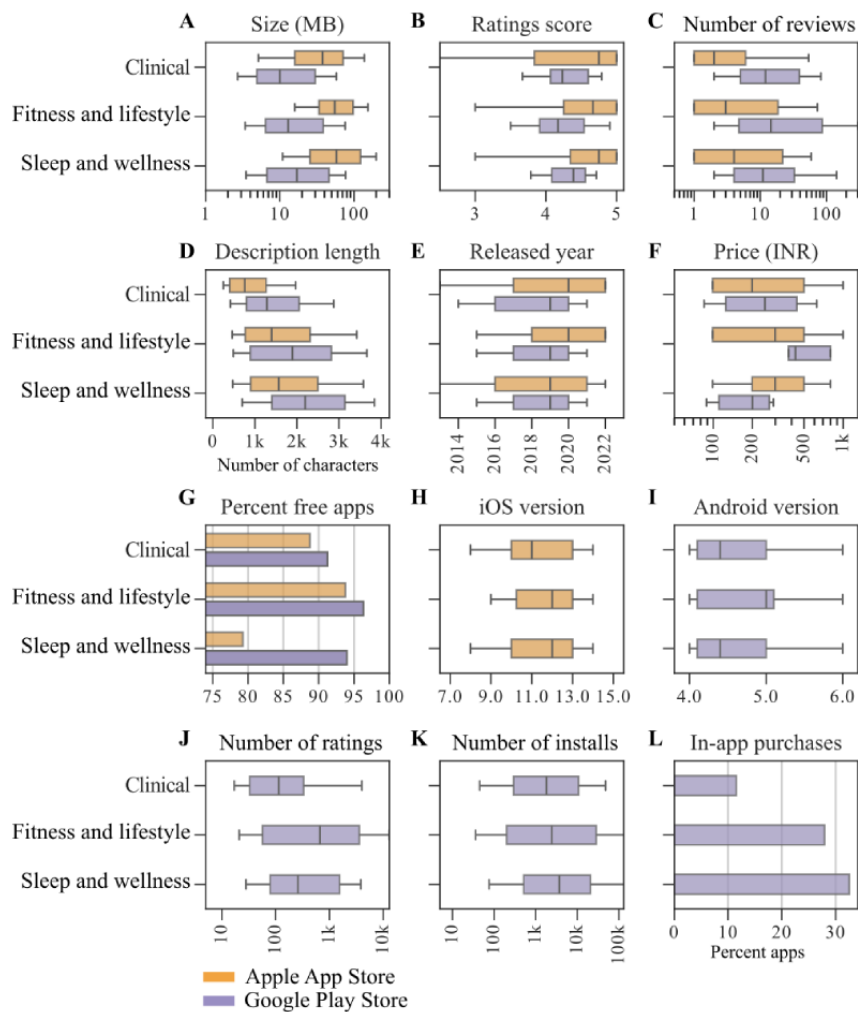 A Size (MB) B Ratings score C Number of reviews
Clinical
Fitness and lifestyle
Sleep and wellness
1 10 100 3 4 5 1 10 100
D Description length E Released year F Price (INR)
Clinical
Fitness and lifestyle
Sleep and wellness
0 1k 2k 3k 4k 2014 2016 2018 2020 2022 100 200 500 1k
Number of characters
G Percent free apps H iOS version I Android version
Clinical
Fitness and lifestyle
Sleep and wellness
75 80 85 90 95 100 7.0 9.0 11.0 13.0 15.0 4.0 5.0 6.0
J Number of ratings K Number of installs L In-app purchases
Clinical
Fitness and lifestyle
Sleep and wellness
10 100 1k 10k 10 100 1k 10k 100k 0 10 20 30
Percent apps
Apple App Store
Google Play Store